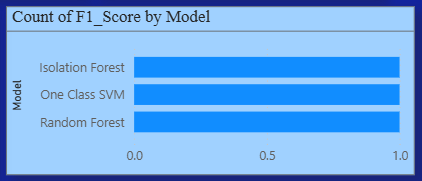 Count of F1_Score by Model
Model
Isolation Forest
One Class SVM
Random Forest
0.0 0.5 1.0